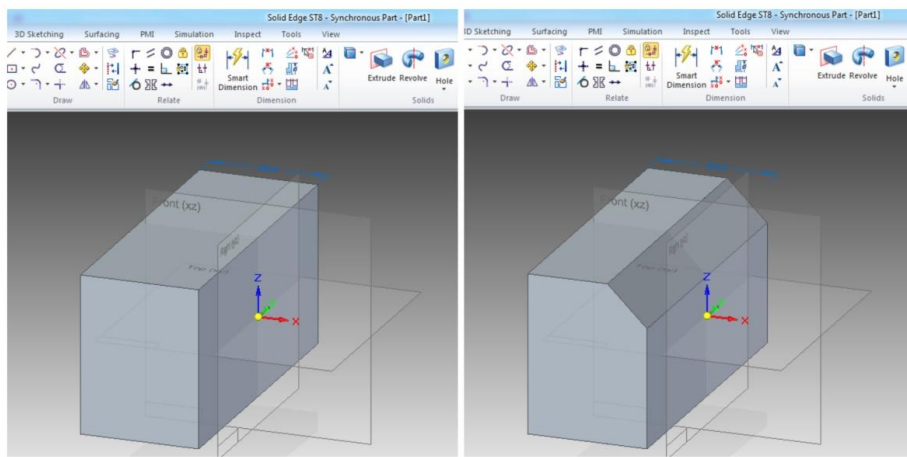 Solid Edge ST8 - Synchronous Part - [Part1]
3D Sketching Surfacing PMI Simulation Inspect Tools View
Smart
Dimension
Extrude Revolve Hole
Draw Relate Dimension Solids
Front (xz)
Z
X
Solid Edge ST8 - Synchronous Part - [Part1]
3D Sketching Surfacing PMI Simulation Inspect Tools View
Smart
Dimension
Extrude Revolve Hole
Draw Relate Dimension Solids
Front (xz)
Z
X